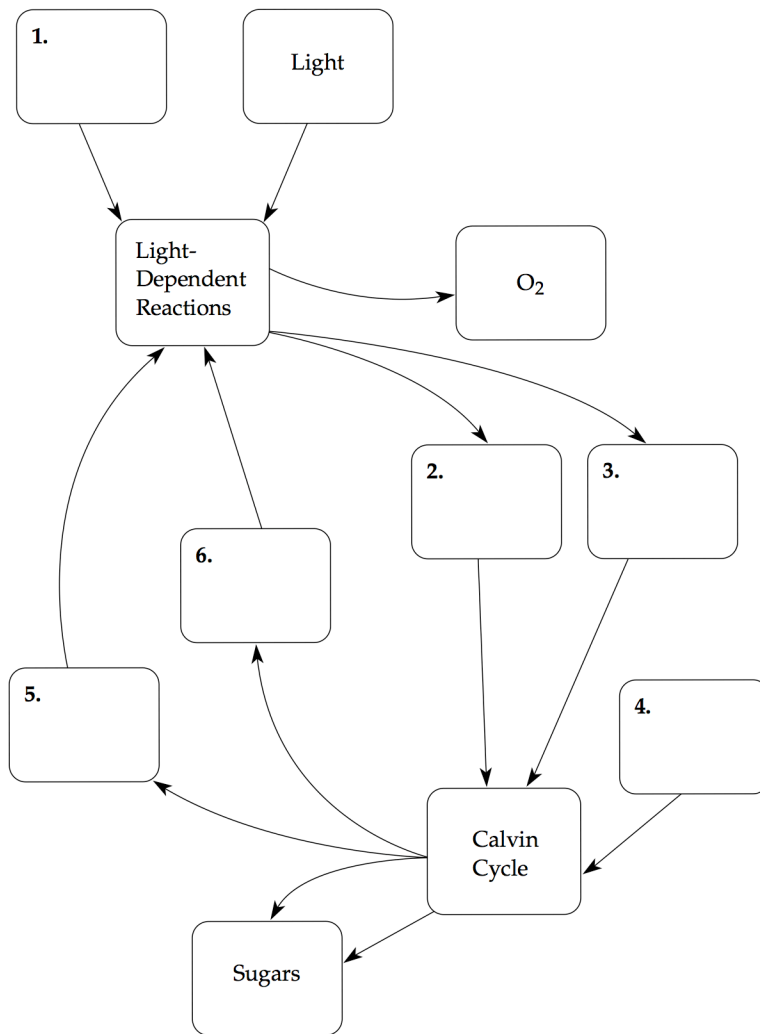 1.
Light
Light-
Dependent
Reactions
O₂
2.
3.
6.
5.
4.
Calvin
Cycle
Sugars